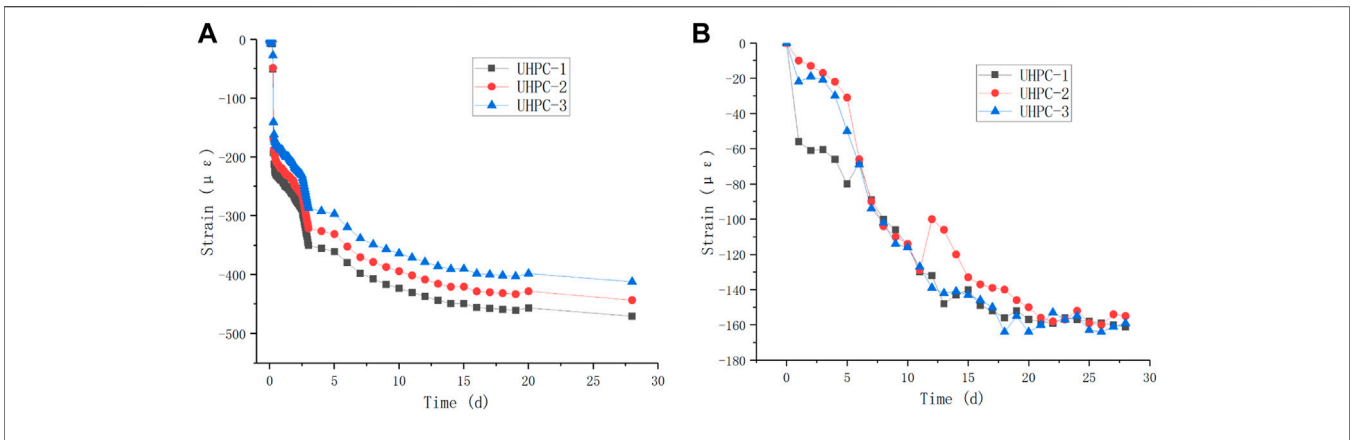 A
0
-100
-200
-300
-400
-500
Strain (μ ε)
0 5 10 15 20 25 30
Time (d)
UHPC-1
UHPC-2
UHPC-3
B
0
-20
-40
-60
-80
-100
-120
-140
-160
-180
Strain (μ ε)
0 5 10 15 20 25 30
Time (d)
UHPC-1
UHPC-2
UHPC-3